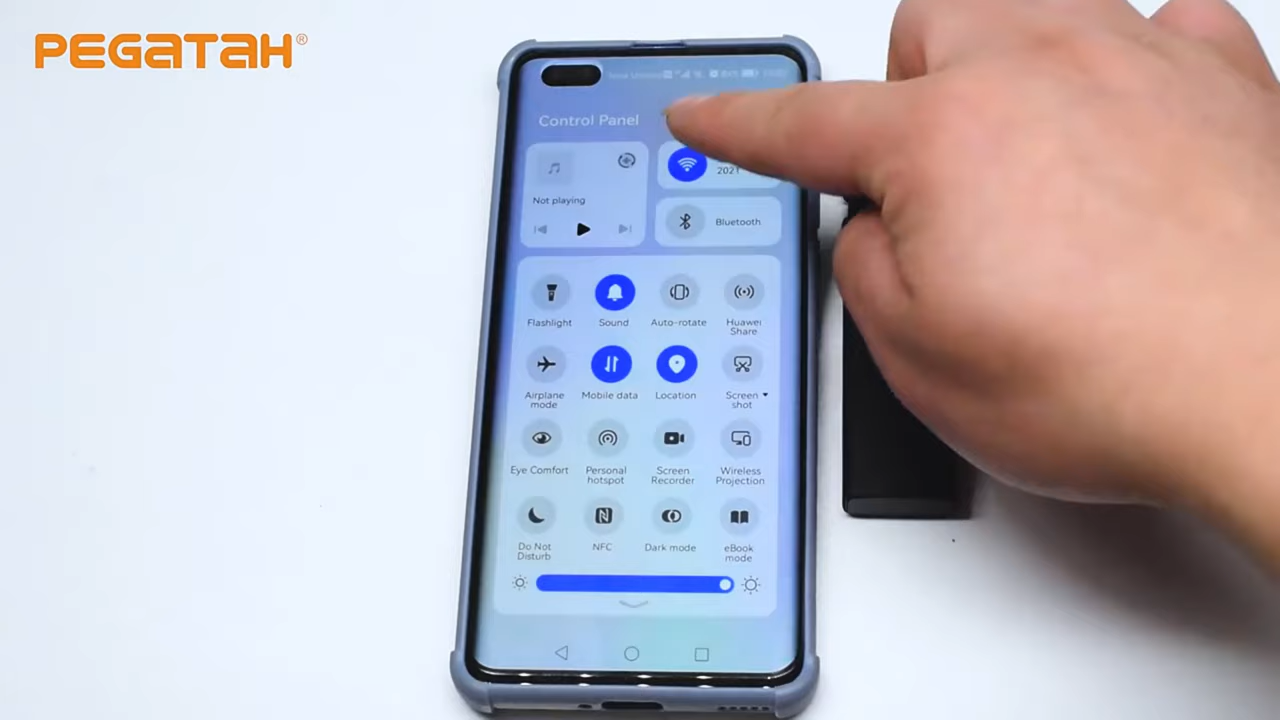 PEGATAH®
Control Panel
2021
Not playing
Bluetooth
Flashlight
Sound
Auto-rotate
Huawei
Share
Airplane
mode
Mobile data
Location
Screen
shot
Eye Comfort
Personal
hotspot
Screen
Recorder
Wireless
Projection
Do Not
Disturb
NFC
Dark mode
eBook
mode